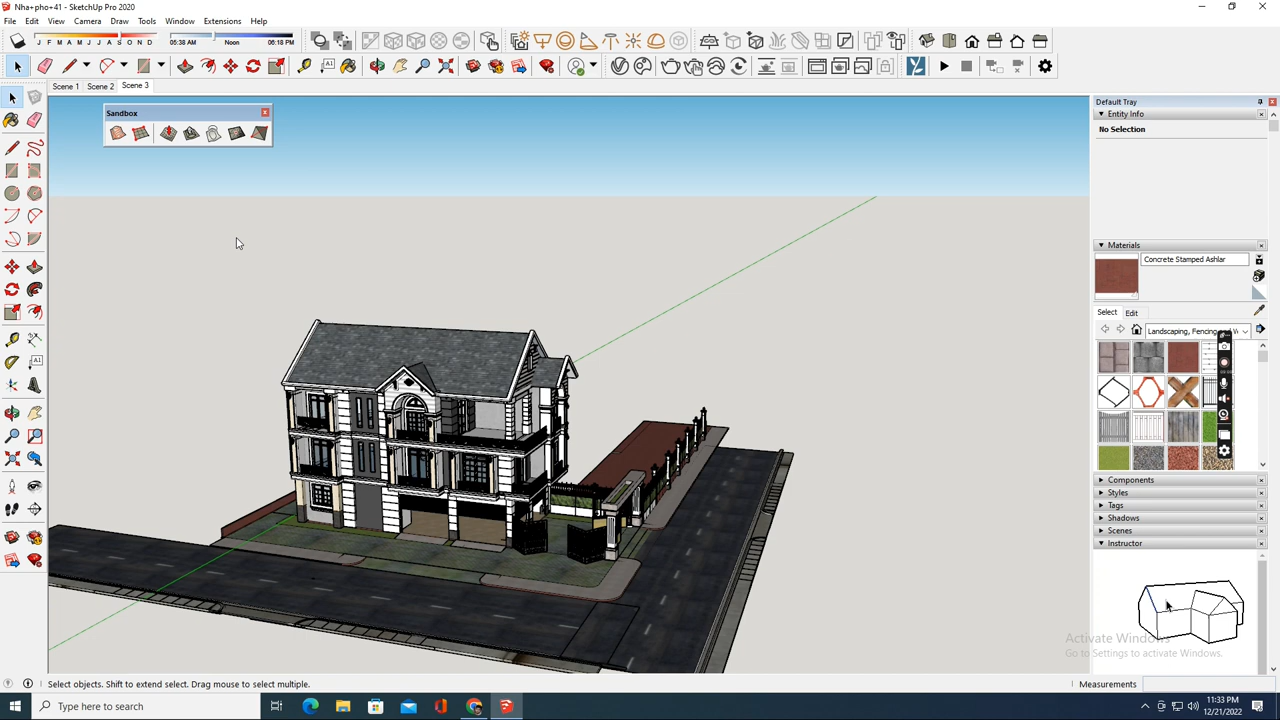 Nha+pho+41 - SketchUp Pro 2020
File Edit View Camera Draw Tools Window Extensions Help
J F M A M J J A S O N D 05:38 AM Noon 06:18 PM
Scene 1 Scene 2 Scene 3
Sandbox
Default Tray
Entity Info
No Selection
Materials
Concrete Stamped Ashlar
Select Edit
Landscaping, Fencing and V
Components
Styles
Tags
Shadows
Scenes
Instructor
Activate Windows
Go to Settings to activate Windows.
Select objects. Shift to extend select. Drag mouse to select multiple.
Measurements
Type here to search
11:33 PM
12/21/2022